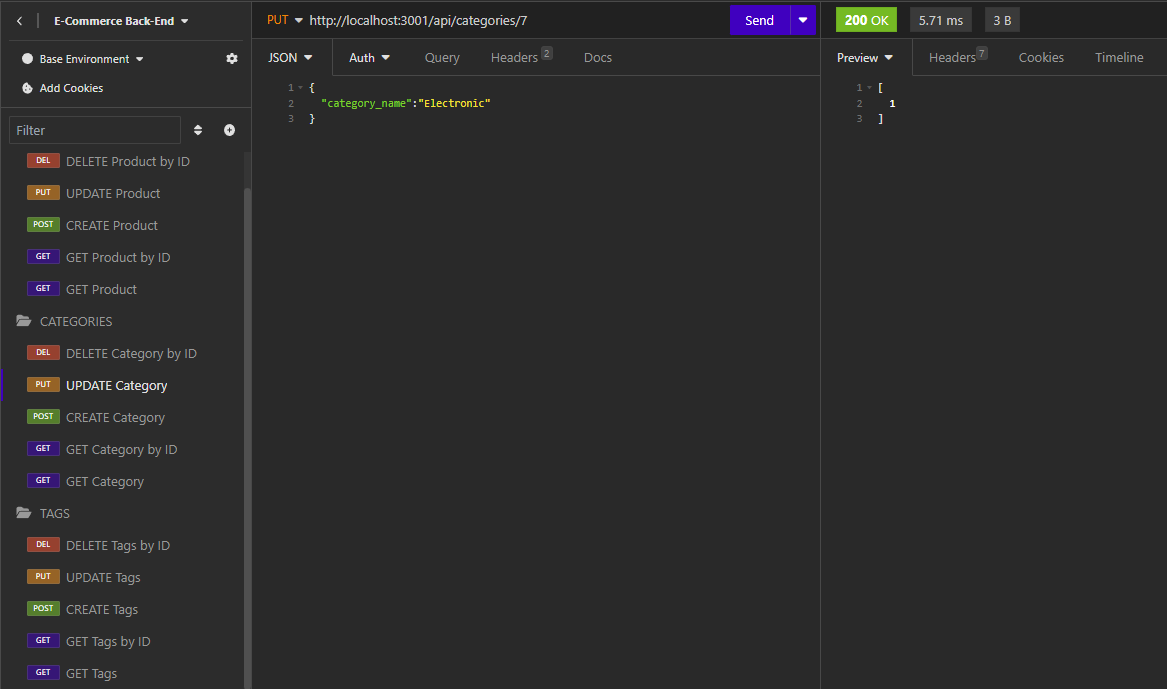 E-Commerce Back-End
Base Environment
Add Cookies
Filter
DEL DELETE Product by ID
PUT UPDATE Product
POST CREATE Product
GET GET Product by ID
GET GET Product
CATEGORIES
DEL DELETE Category by ID
PUT UPDATE Category
POST CREATE Category
GET GET Category by ID
GET GET Category
TAGS
DEL DELETE Tags by ID
PUT UPDATE Tags
POST CREATE Tags
GET GET Tags by ID
GET GET Tags
PUT http://localhost:3001/api/categories/7 Send
JSON Auth Query Headers 2 Docs
1 {
2 "category_name":"Electronic"
3 }
200 OK 5.71 ms 3 B
Preview Headers 7 Cookies Timeline
1 [
2 1
3 ]